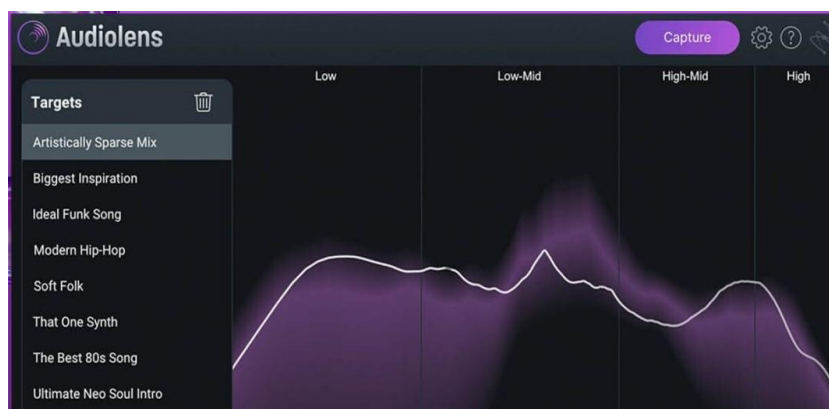 Audiolens
Capture
?
Low
Low-Mid
High-Mid
High
Targets
Artistically Sparse Mix
Biggest Inspiration
Ideal Funk Song
Modern Hip-Hop
Soft Folk
That One Synth
The Best 80s Song
Ultimate Neo Soul Intro